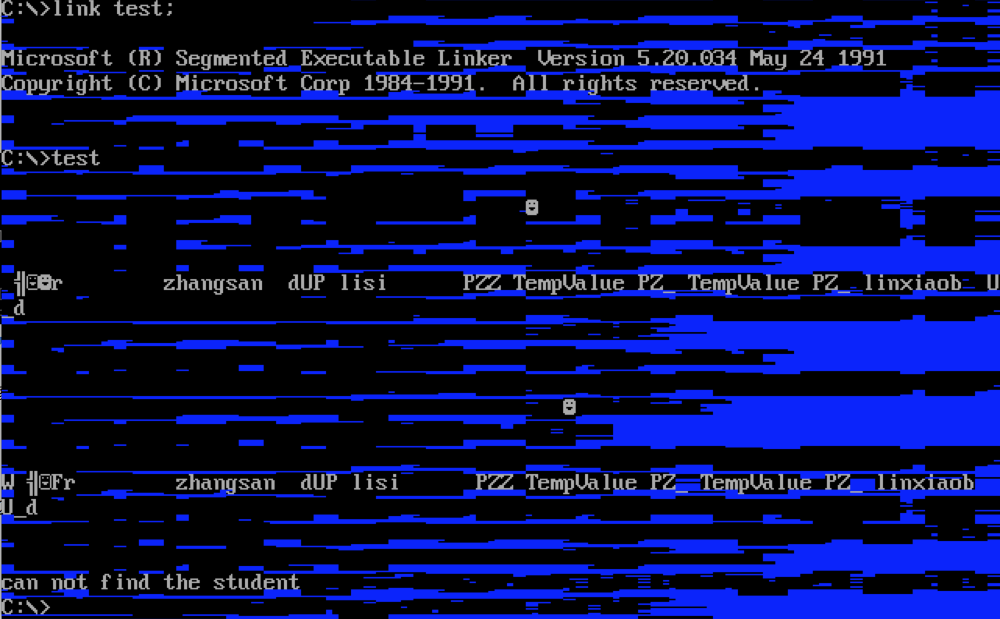 C:\>link test;
Microsoft (R) Segmented Executable Linker  Version 5.20.034 May 24 1991
Copyright (C) Microsoft Corp 1984-1991.  All rights reserved.
C:\>test
☻
╣☺☻r        zhangsan  dUP lisi      PZZ TempValue PZ_ TempValue PZ_ linxiaob  U
_d
☻
W ╣☺Fr        zhangsan  dUP lisi      PZZ TempValue PZ_ TempValue PZ_ linxiaob
U_d
can not find the student
C:\>